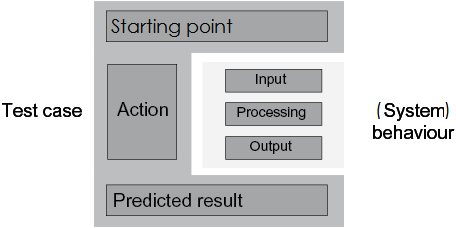 Starting point
Test case
Action
Input
Processing
Output
(System)
behaviour
Predicted result